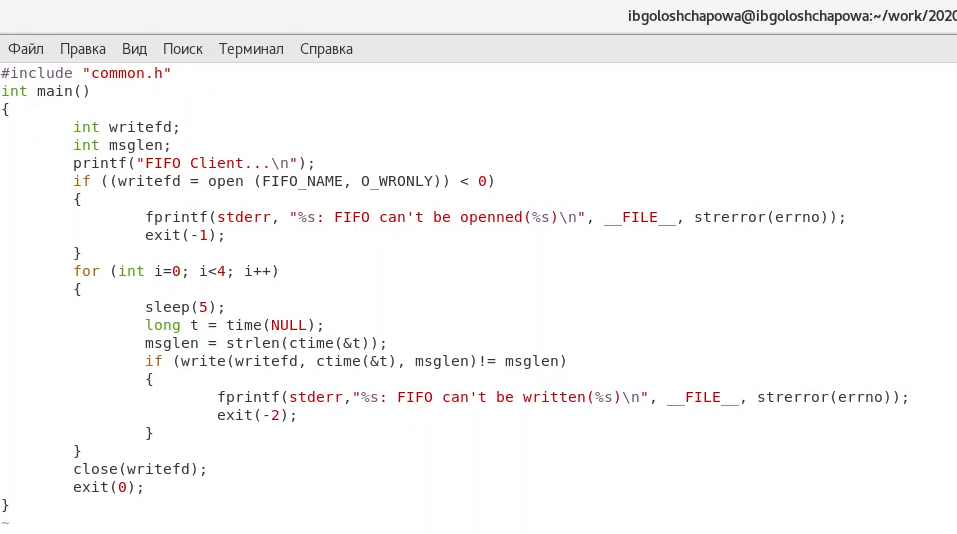 ibgoloshchapowa@ibgoloshchapowa:~/work/2020
Файл Правка Вид Поиск Терминал Справка
#include "common.h"
int main()
{
        int writefd;
        int msglen;
        printf("FIFO Client...\n");
        if ((writefd = open (FIFO_NAME, O_WRONLY)) < 0)
        {
                fprintf(stderr, "%s: FIFO can't be openned(%s)\n", __FILE__, strerror(errno));
                exit(-1);
        }
        for (int i=0; i<4; i++)
        {
                sleep(5);
                long t = time(NULL);
                msglen = strlen(ctime(&t));
                if (write(writefd, ctime(&t), msglen)!= msglen)
                {
                        fprintf(stderr,"%s: FIFO can't be written(%s)\n", __FILE__, strerror(errno));
                        exit(-2);
                }
        }
        close(writefd);
        exit(0);
}
~